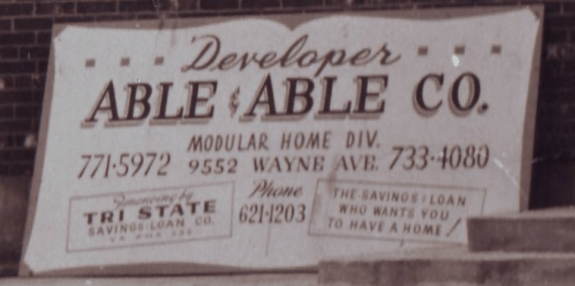 Developer
ABLE & ABLE CO.
MODULAR HOME DIV.
771-5972 9552 WAYNE AVE. 733-4080
Financing by
TRI STATE
SAVINGS & LOAN CO.
Phone
621-1203
THE SAVINGS & LOAN
WHO WANTS YOU
TO HAVE A HOME!